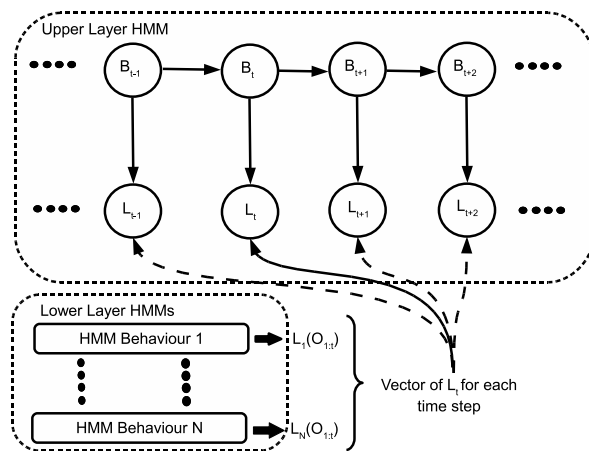 Upper Layer HMM
B_{t-1} B_t B_{t+1} B_{t+2}
L_{t-1} L_t L_{t+1} L_{t+2}
Lower Layer HMMs
HMM Behaviour 1
L_1(O_{1:t})
HMM Behaviour N
L_N(O_{1:t})
Vector of L_t for each
time step